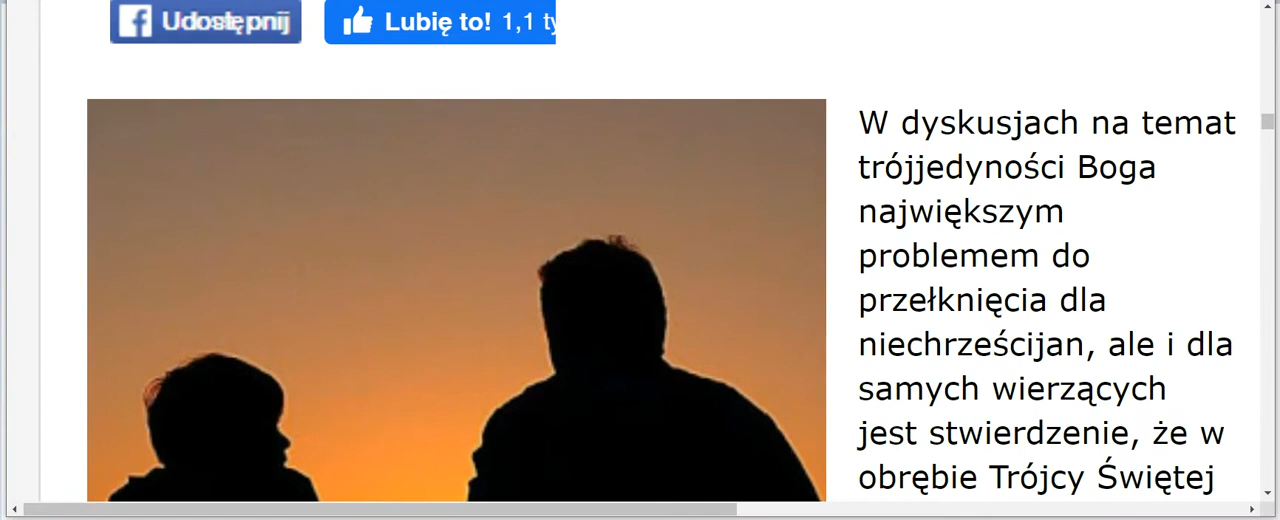 Udostępnij
Lubię to! 1,1 ty
W dyskusjach na temat
trójjedyności Boga
największym
problemem do
przełknięcia dla
niechrześcijan, ale i dla
samych wierzących
jest stwierdzenie, że w
obrębie Trójcy Świętej